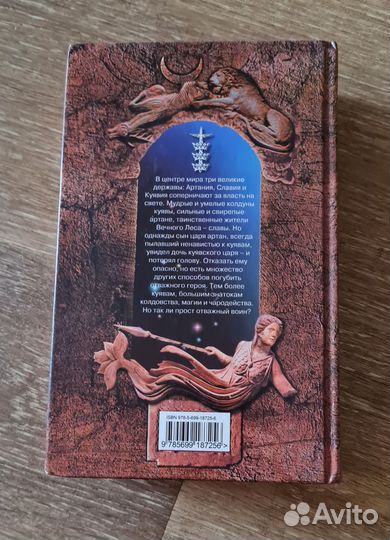 В центре мира три великие
державы: Артания, Славия и
Куявия соперничают за власть на
свете. Мудрые и умелые колдуны
куявы, сильные и свирепые
артане, таинственные жители
Вечного Леса – славы. Но
однажды сын царя артан, всегда
пылавший ненавистью к куявам,
увидел дочь куявского царя – и
потерял голову. Отказать ему
опасно, но есть множество
других способов погубить
отважного героя. Тем более
куявам, большим знатокам
колдовства, магии и чародейства.
Но так ли прост отважный воин?
ISBN 978-5-699-18725-6
9 785699 187256 >
Avito